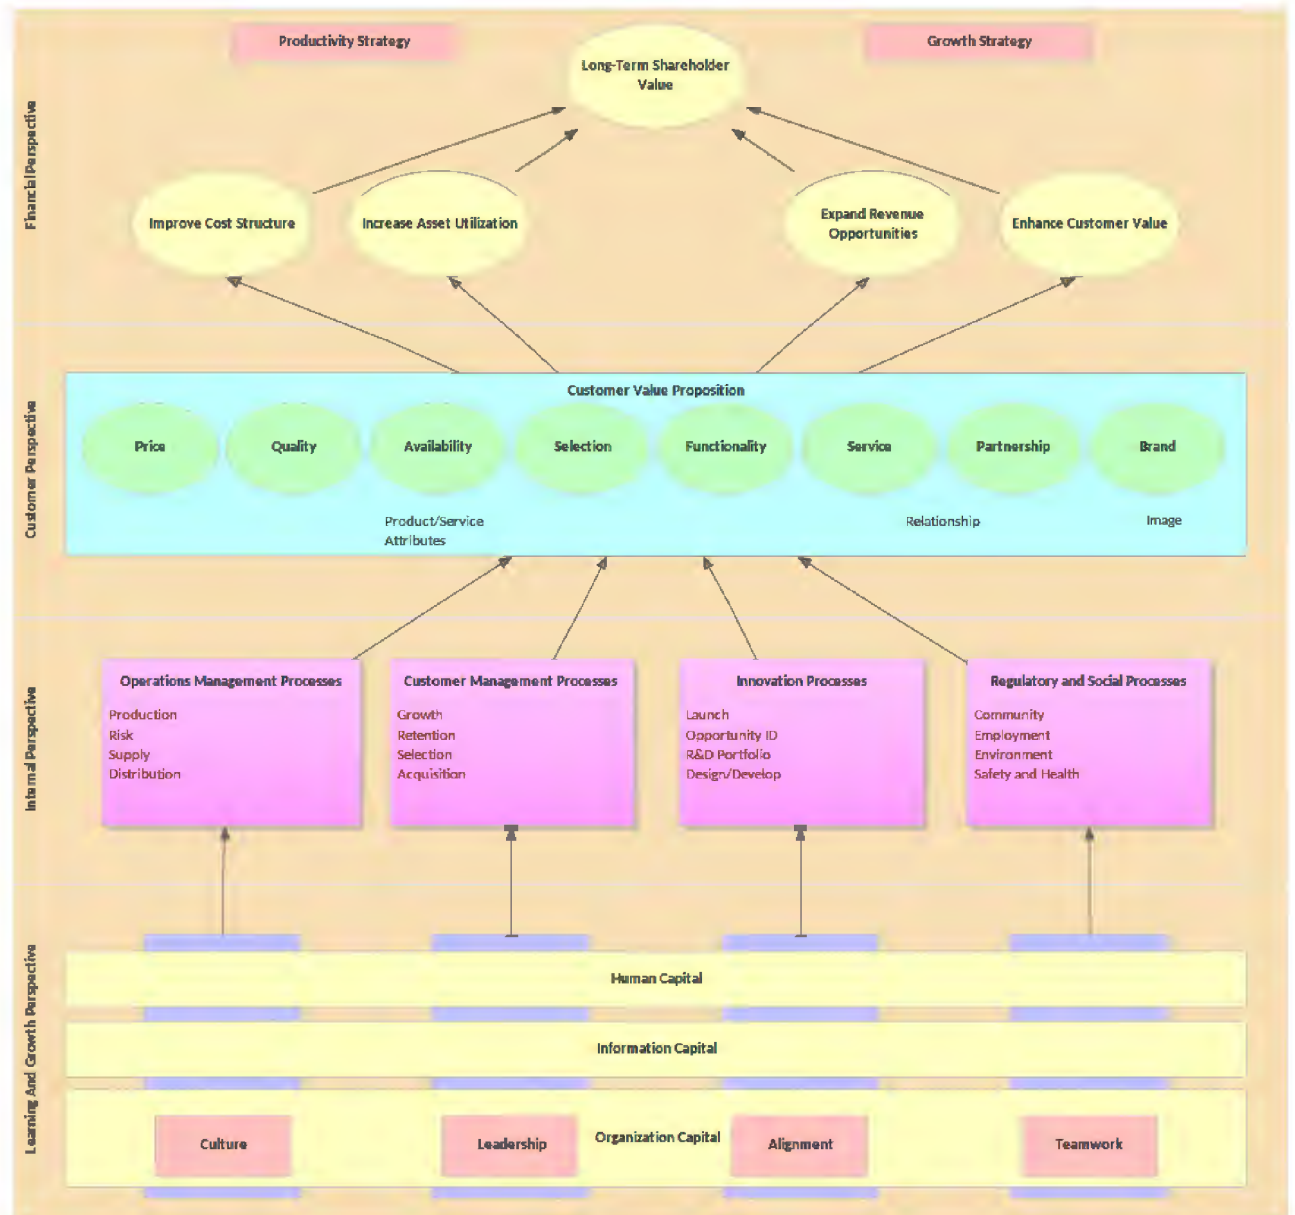 Productivity Strategy
Growth Strategy
Long-Term Shareholder
Value
Financial Perspective
Improve Cost Structure
Increase Asset Utilization
Expand Revenue
Opportunities
Enhance Customer Value
Customer Perspective
Customer Value Proposition
Price
Quality
Availability
Selection
Functionality
Service
Partnership
Brand
Product/Service
Attributes
Relationship
Image
Internal Perspective
Operations Management Processes
Production
Risk
Supply
Distribution
Customer Management Processes
Growth
Retention
Selection
Acquisition
Innovation Processes
Launch
Opportunity ID
R&D Portfolio
Design/Develop
Regulatory and Social Processes
Community
Employment
Environment
Safety and Health
Learning And Growth Perspective
Human Capital
Information Capital
Organization Capital
Culture
Leadership
Alignment
Teamwork